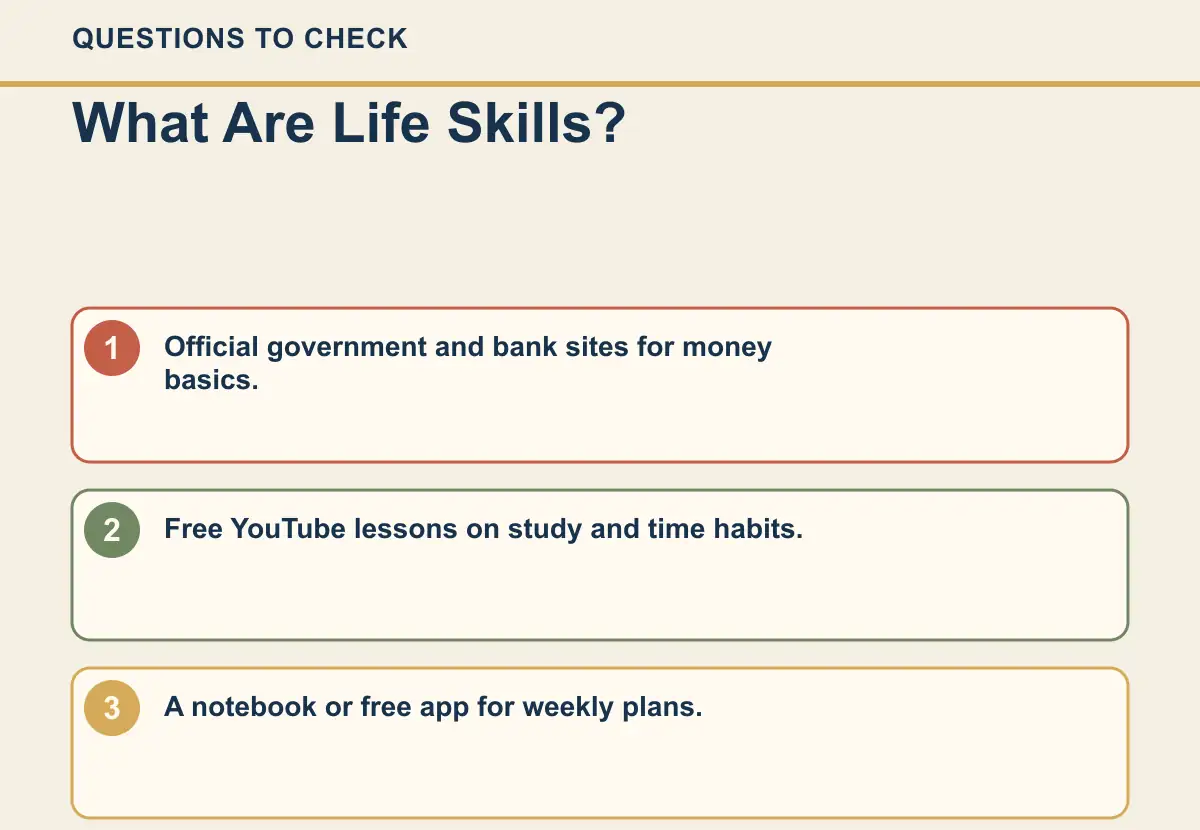 QUESTIONS TO CHECK
What Are Life Skills?
1
Official government and bank sites for money
basics.
2
Free YouTube lessons on study and time habits.
3
A notebook or free app for weekly plans.